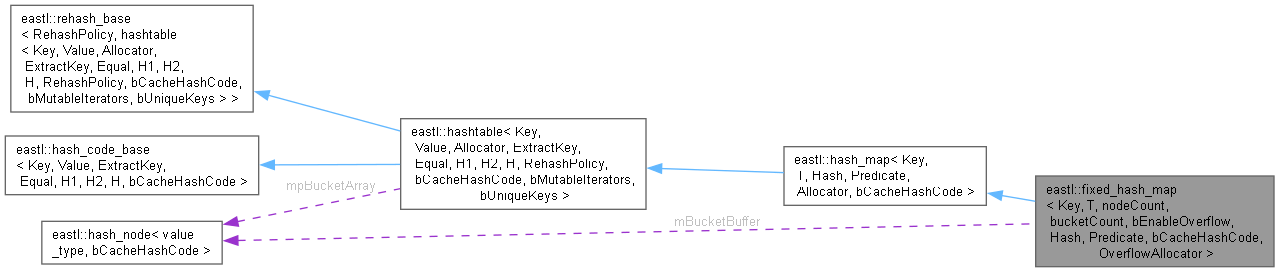 eastl::rehash_base
< RehashPolicy, hashtable
< Key, Value, Allocator,
ExtractKey, Equal, H1, H2,
H, RehashPolicy, bCacheHashCode,
bMutableIterators, bUniqueKeys > >
eastl::hash_code_base
< Key, Value, ExtractKey,
Equal, H1, H2, H, bCacheHashCode >
eastl::hash_node< value
_type, bCacheHashCode >
mpBucketArray
eastl::hashtable< Key,
Value, Allocator, ExtractKey,
Equal, H1, H2, H, RehashPolicy,
bCacheHashCode, bMutableIterators,
bUniqueKeys >
mBucketBuffer
eastl::hash_map< Key,
T, Hash, Predicate,
Allocator, bCacheHashCode >
eastl::fixed_hash_map
< Key, T, nodeCount,
bucketCount, bEnableOverflow,
Hash, Predicate, bCacheHashCode,
OverflowAllocator >